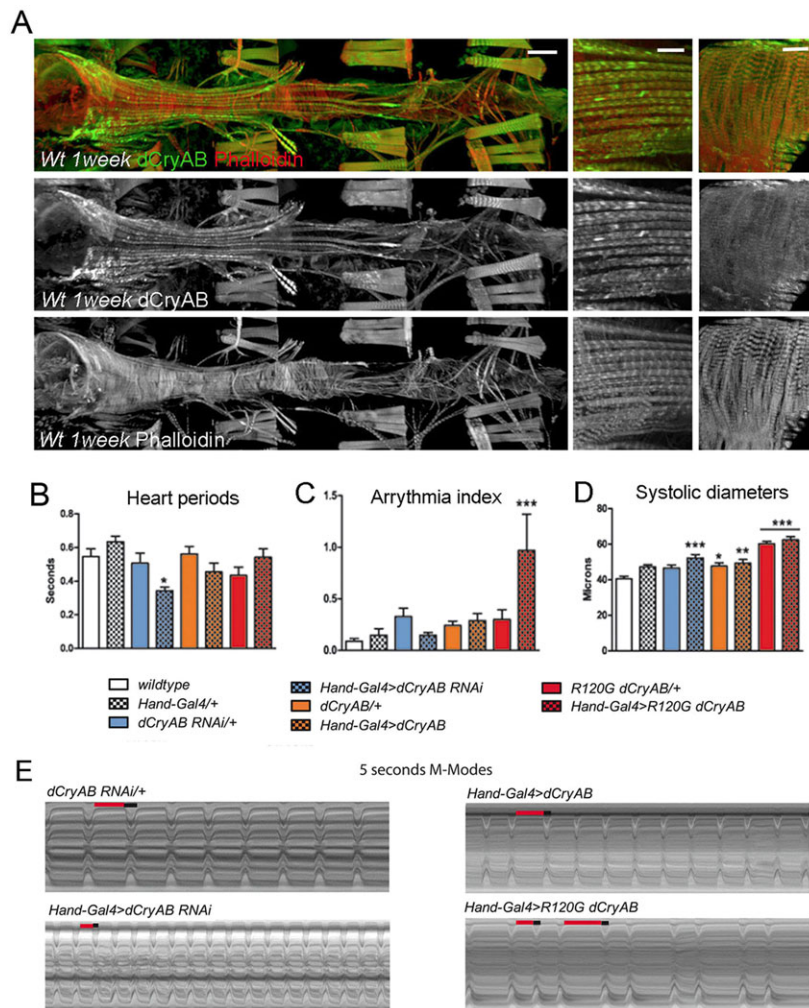 A
Wt 1week dCryAB Phalloidin
Wt 1week dCryAB
Wt 1week Phalloidin
B Heart periods
Seconds
0.8
0.6
0.4
0.2
0.0
*
C Arrythmia index
1.5
1.0
0.5
0.0
***
D Systolic diameters
Microns
80
60
40
20
0
***
*
**
***
wildtype
Hand-Gal4/+
dCryAB RNAi/+
Hand-Gal4>dCryAB RNAi
dCryAB/+
Hand-Gal4>dCryAB
R120G dCryAB/+
Hand-Gal4>R120G dCryAB
E
5 seconds M-Modes
dCryAB RNAi/+
Hand-Gal4>dCryAB
Hand-Gal4>dCryAB RNAi
Hand-Gal4>R120G dCryAB